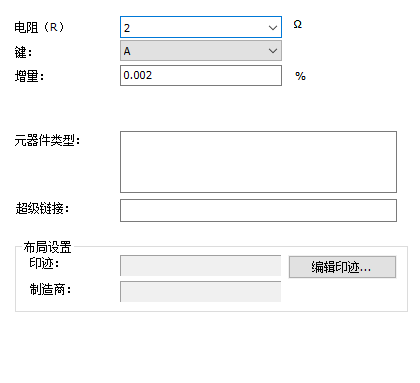 电阻（R） 2 Ω
键： A
增量： 0.002 %
元器件类型：
超级链接：
布局设置
印迹： 编辑印迹...
制造商：